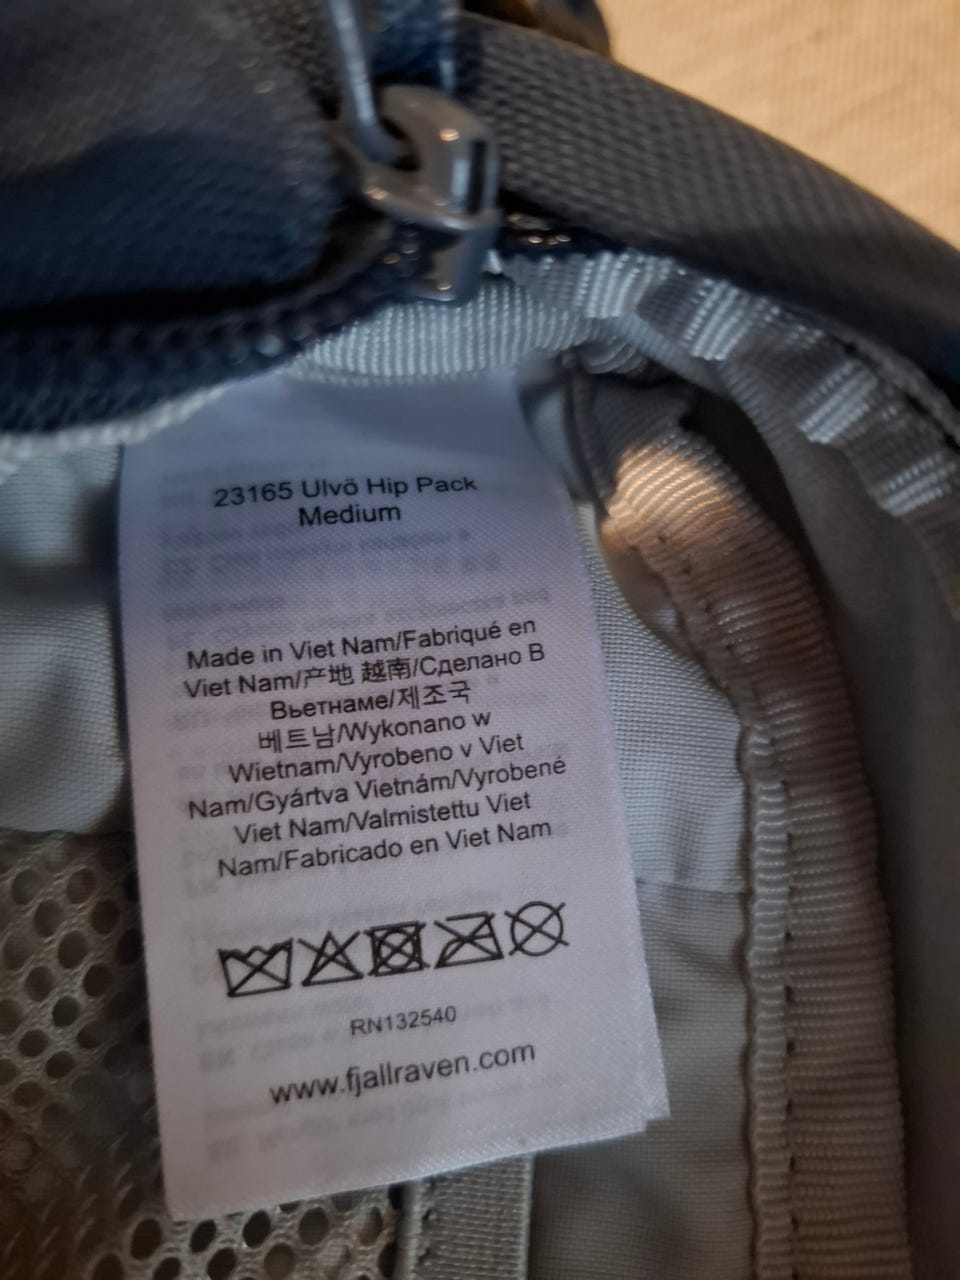 23165 Ulvö Hip Pack
Medium
Made in Viet Nam/Fabriqué en
Viet Nam/产地 越南/Сделано В
Вьетнаме/제조국
베트남/Wykonano w
Wietnam/Vyrobeno v Viet
Nam/Gyártva Vietnám/Vyrobené
Viet Nam/Valmistettu Viet
Nam/Fabricado en Viet Nam
RN132540
www.fjallraven.com